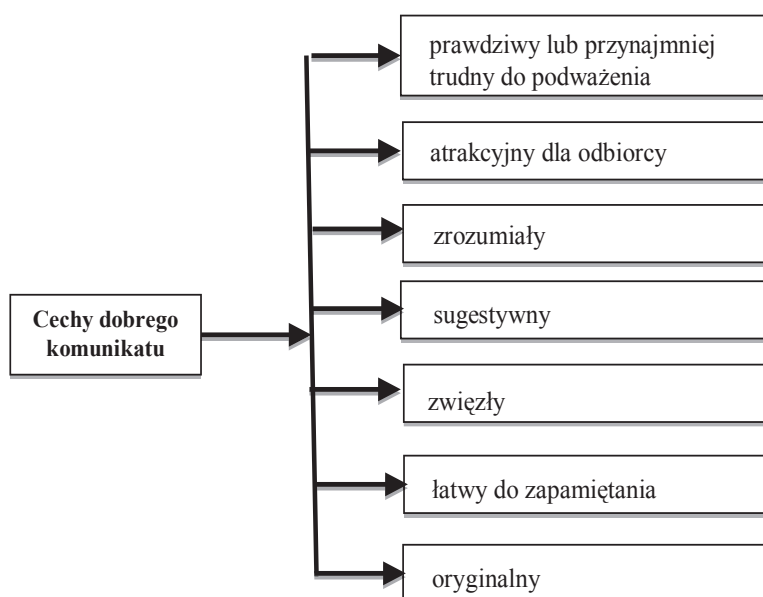 prawdziwy lub przynajmniej
trudny do podważenia
atrakcyjny dla odbiorcy
zrozumiały
sugestywny
Cechy dobrego
komunikatu
zwięzły
łatwy do zapamiętania
oryginalny